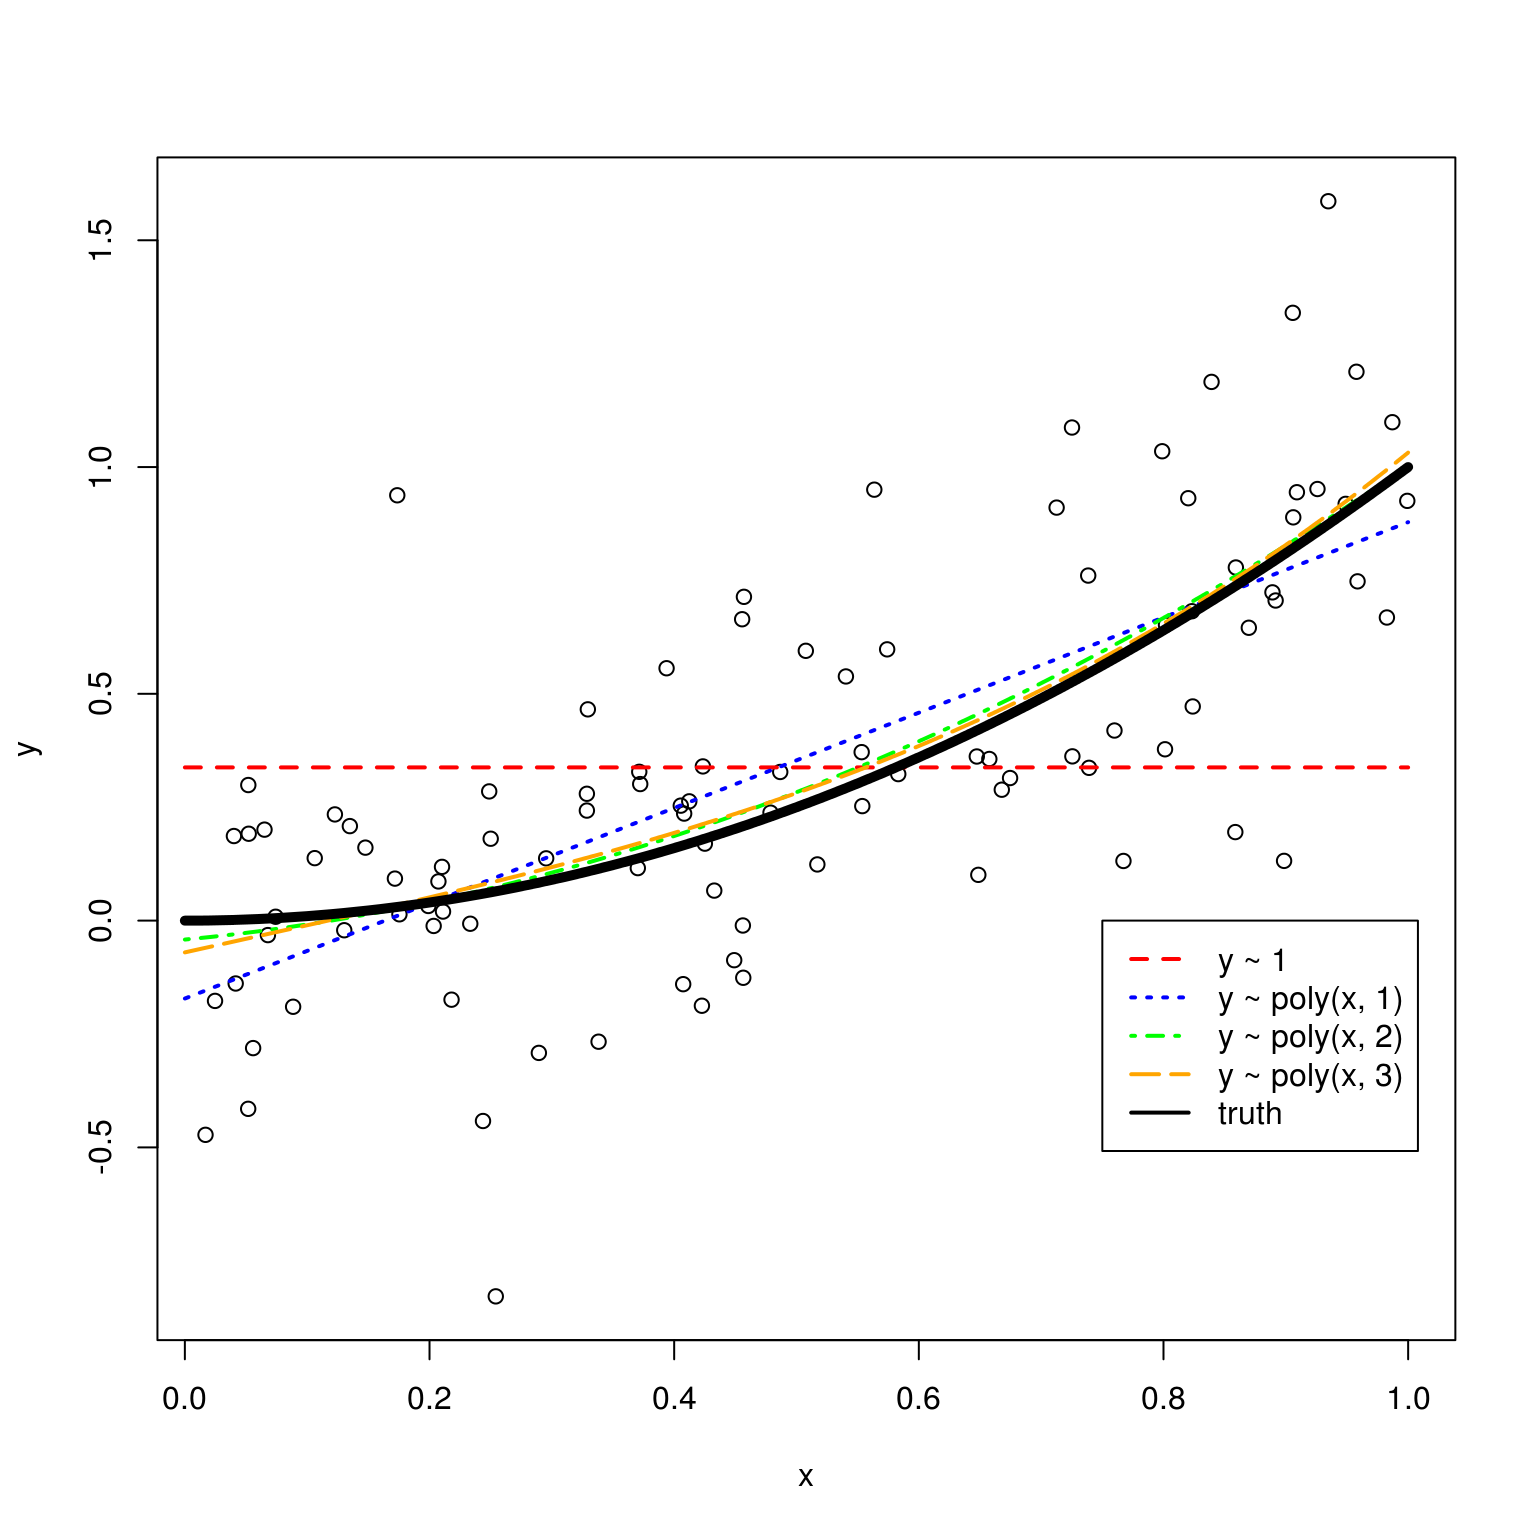 1.5
1.0
0.5
0.0
-0.5
y
y ~ 1
y ~ poly(x, 1)
y ~ poly(x, 2)
y ~ poly(x, 3)
truth
0.0 0.2 0.4 0.6 0.8 1.0
x